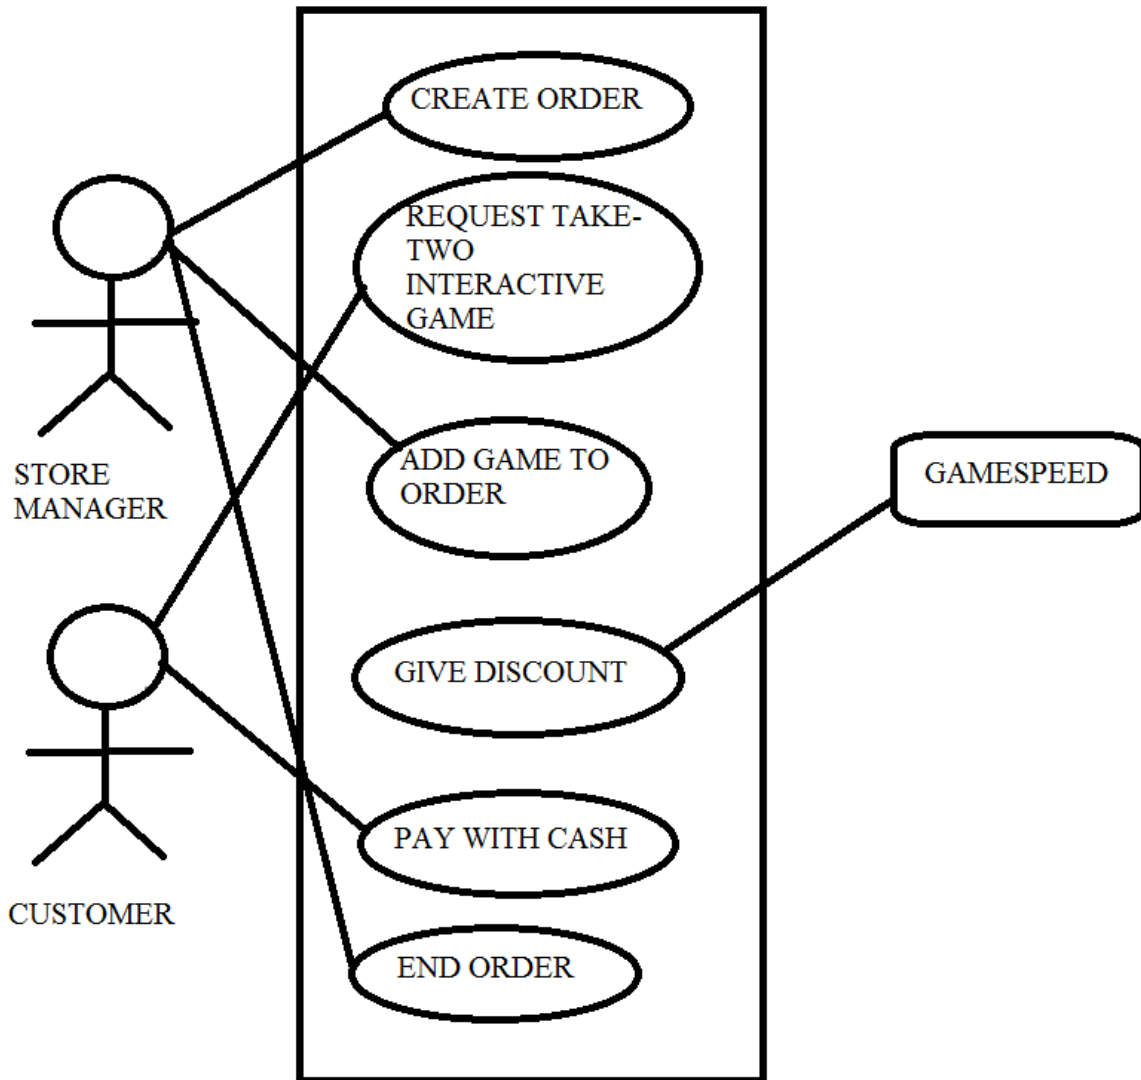 CREATE ORDER
REQUEST TAKE-
TWO
INTERACTIVE
GAME
STORE
MANAGER
ADD GAME TO
ORDER
GAMESPEED
GIVE DISCOUNT
PAY WITH CASH
CUSTOMER
END ORDER